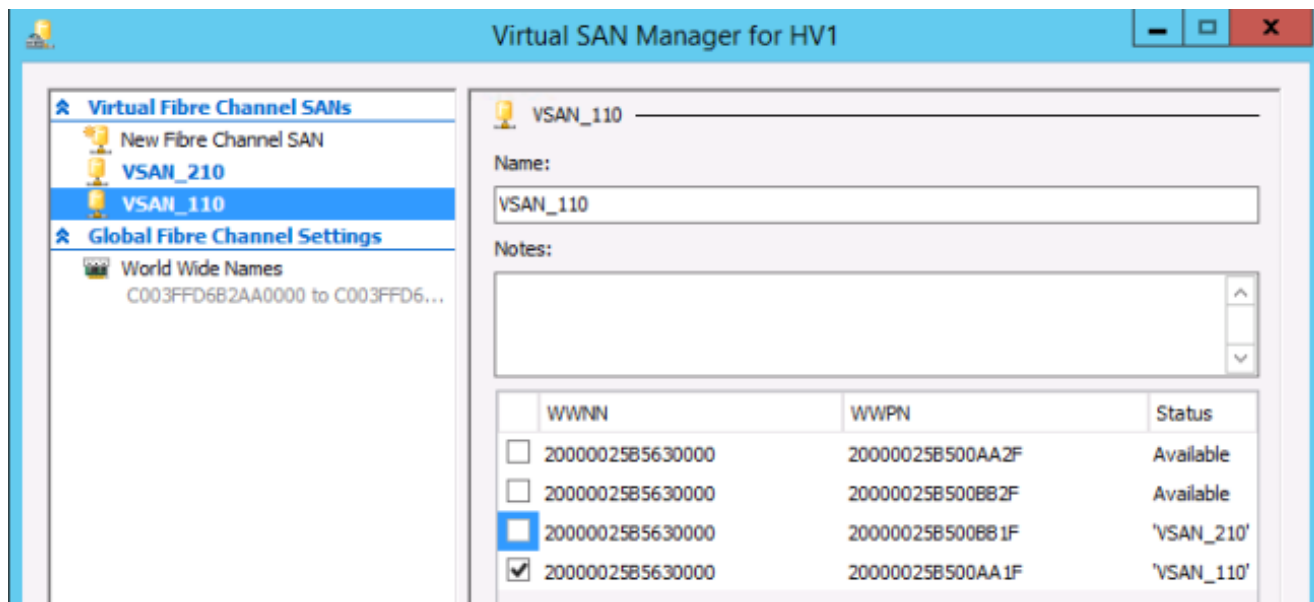 Virtual SAN Manager for HV1
Virtual Fibre Channel SANs
New Fibre Channel SAN
VSAN_210
VSAN_110
Global Fibre Channel Settings
World Wide Names
C003FFD6B2AA0000 to C003FFD6...
VSAN_110
Name:
VSAN_110
Notes:
WWNN WWPN Status
20000025B5630000 20000025B500AA2F Available
20000025B5630000 20000025B500BB2F Available
20000025B5630000 20000025B500BB1F 'VSAN_210'
20000025B5630000 20000025B500AA1F 'VSAN_110'